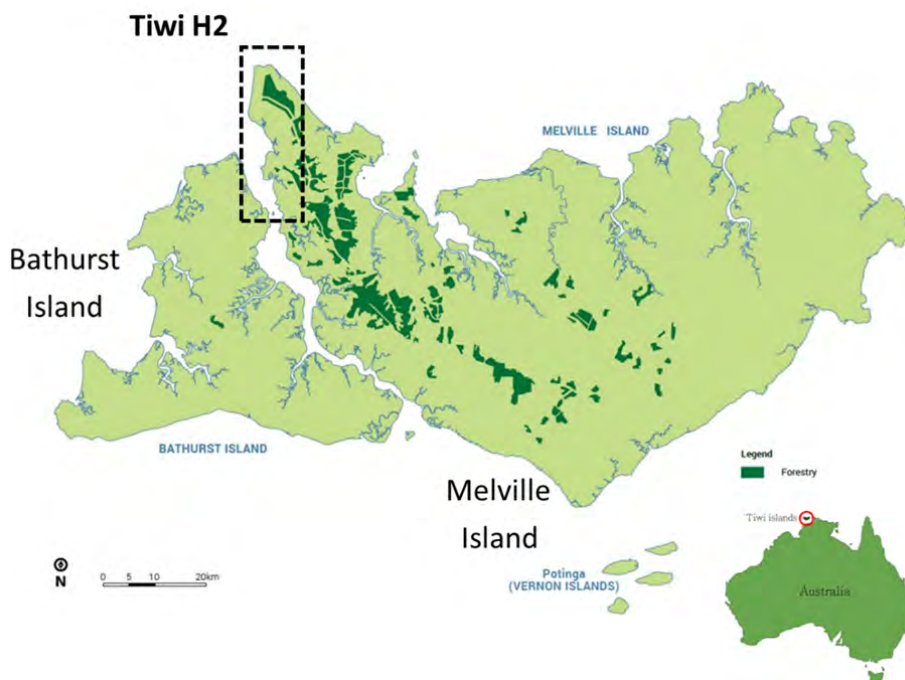 Tiwi H2
MELVILLE ISLAND
Bathurst
Island
BATHURST ISLAND
Melville
Island
Legend
Forestry
Tiwi islands
Australia
N
0 5 10 20km
Potinga
(VERNON ISLANDS)